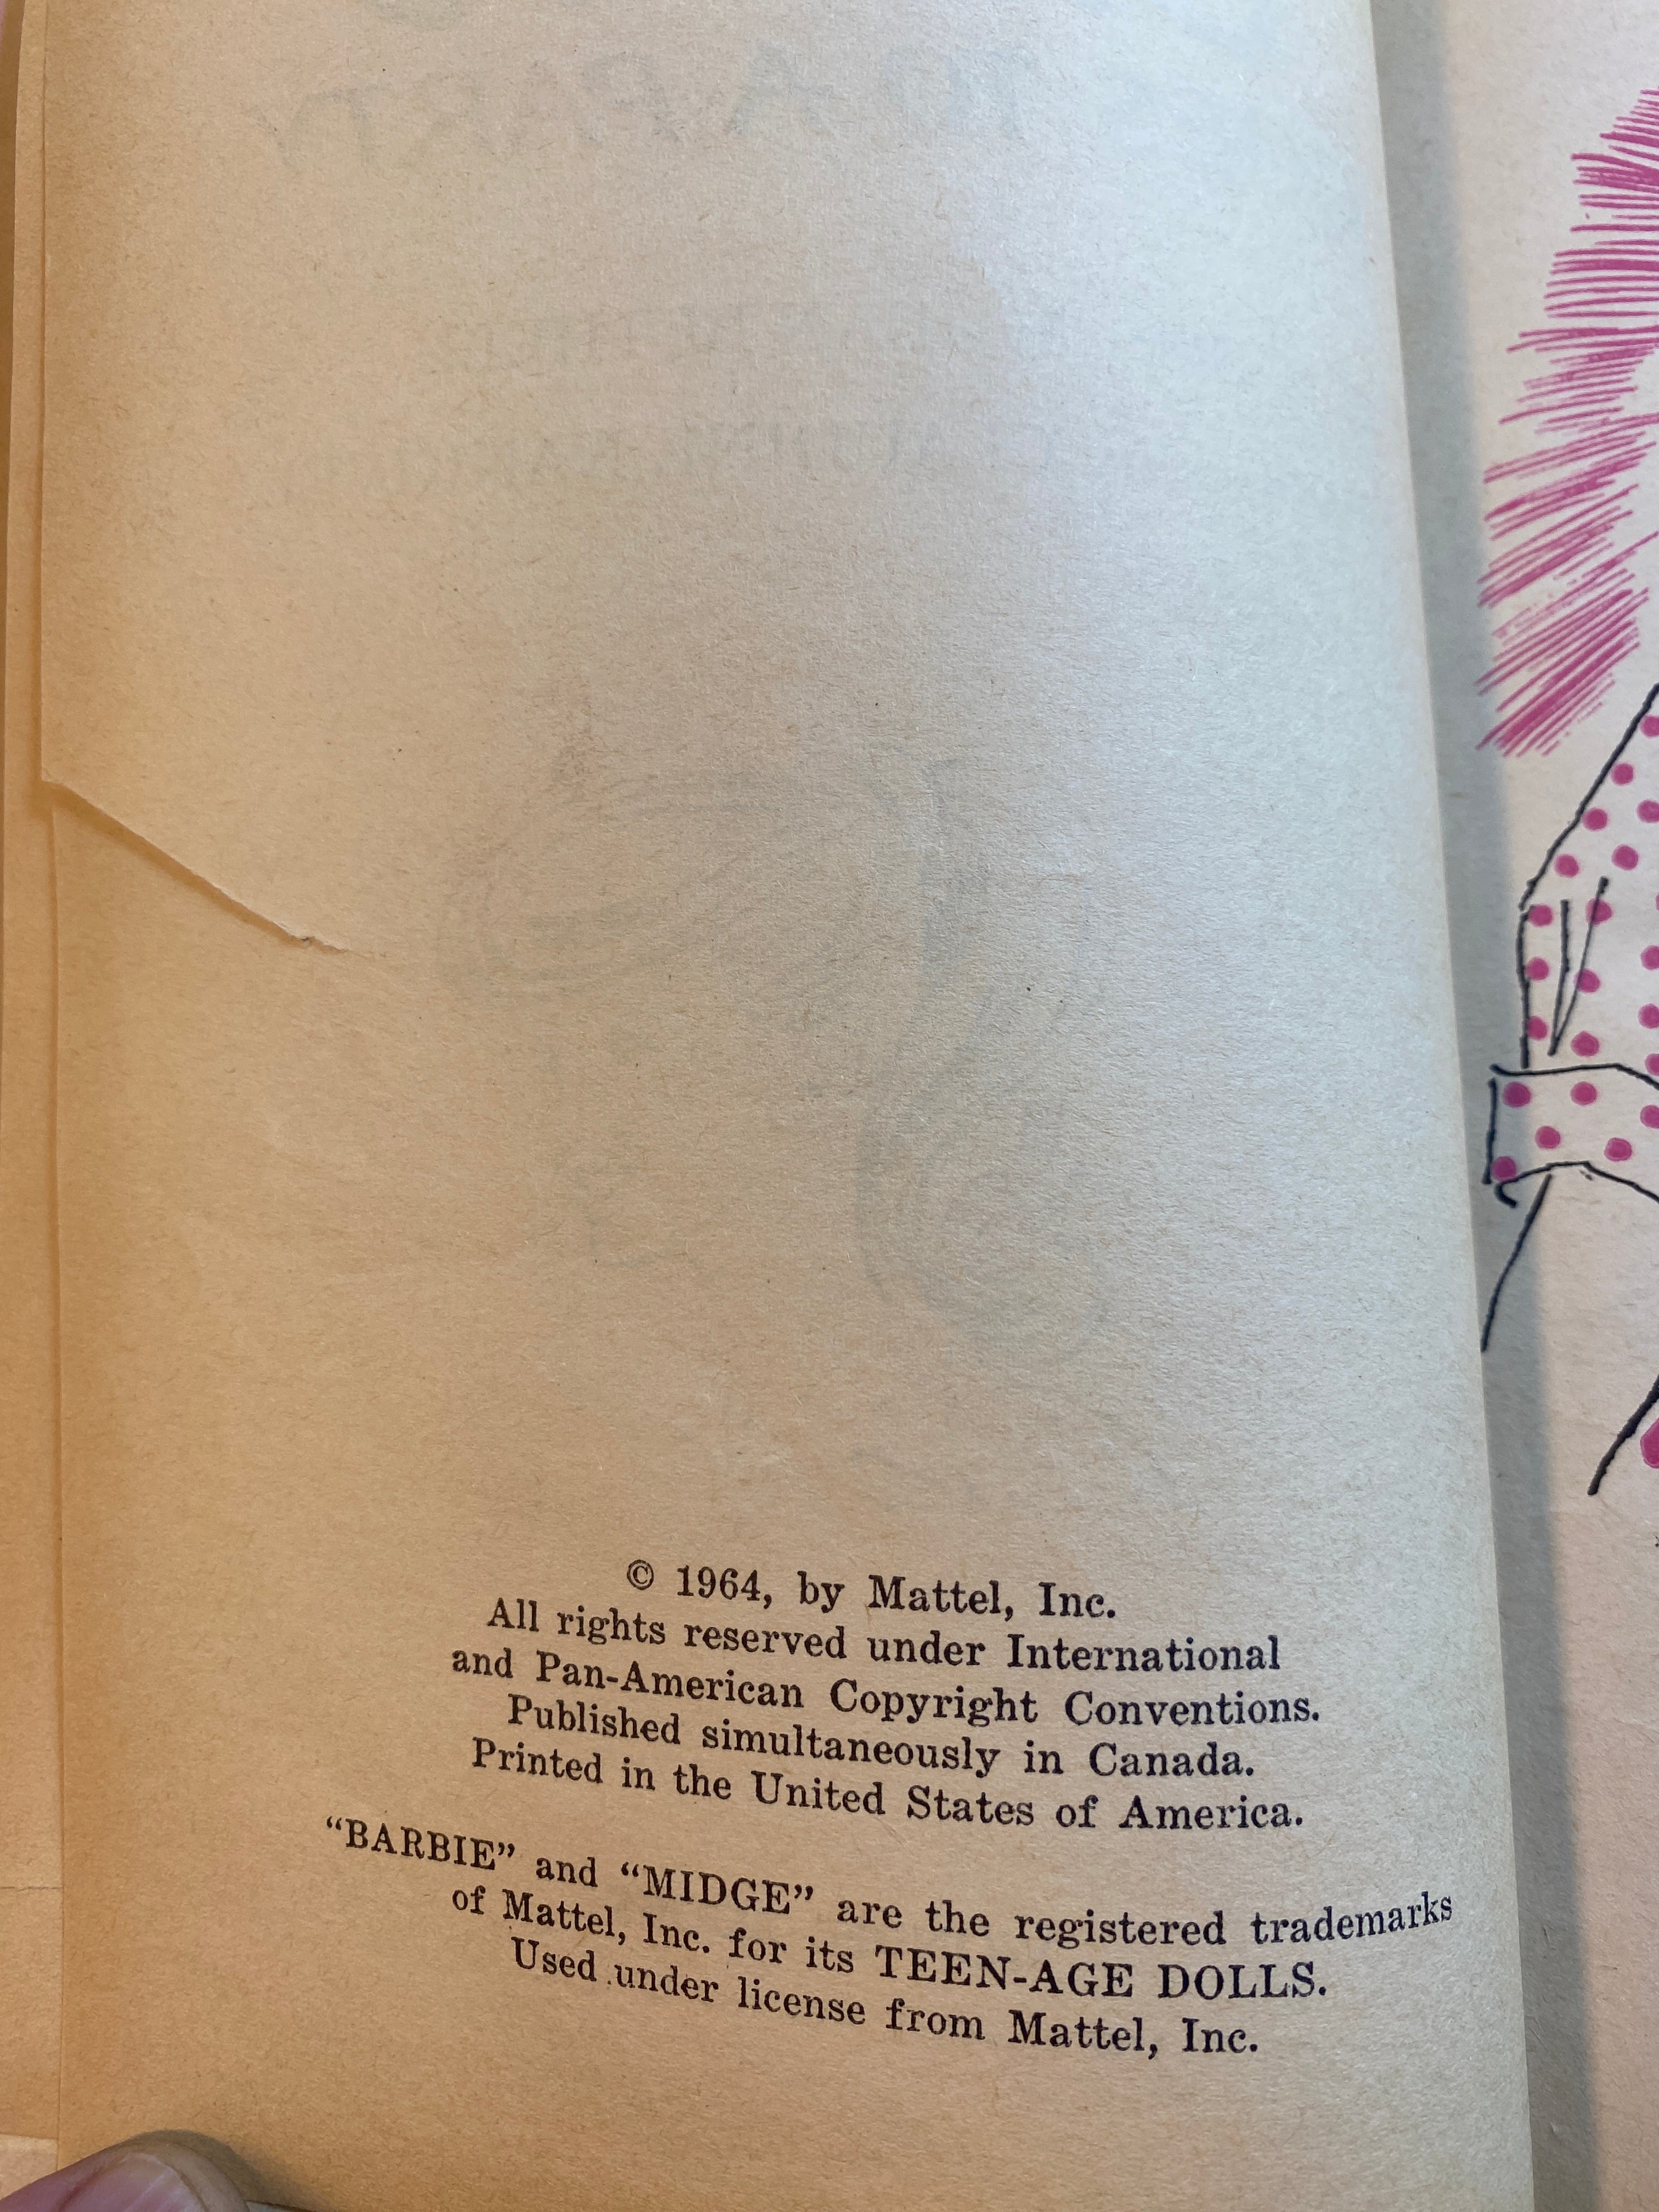 © 1964, by Mattel, Inc.
All rights reserved under International
and Pan-American Copyright Conventions.
Published simultaneously in Canada.
Printed in the United States of America.
“BARBIE” and “MIDGE” are the registered trademarks
of Mattel, Inc. for its TEEN-AGE DOLLS.
Used under license from Mattel, Inc.